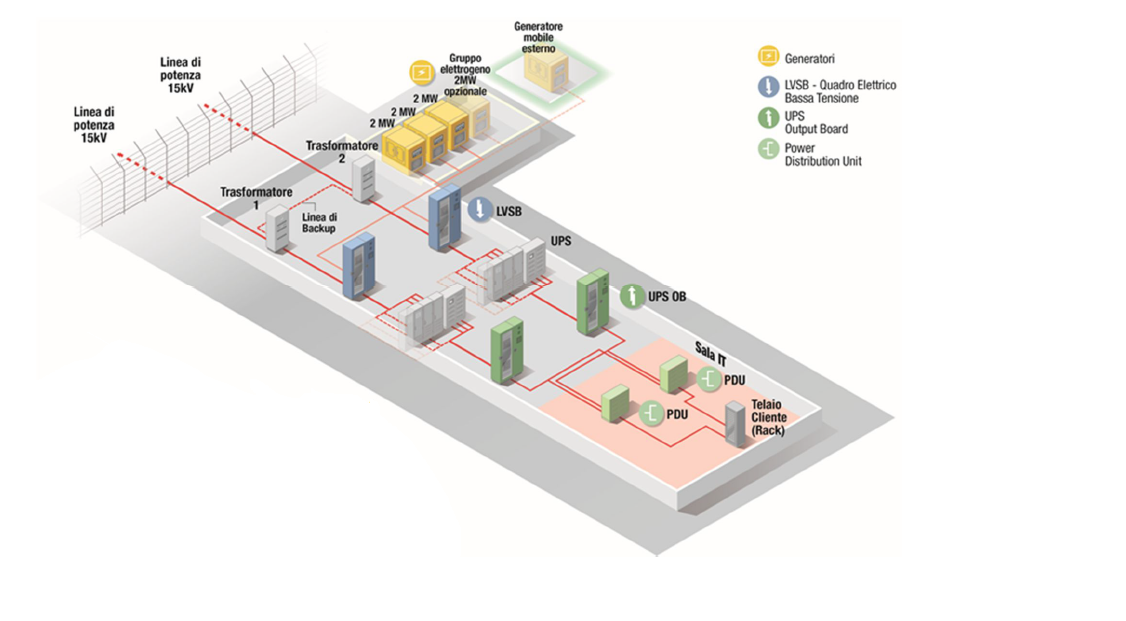 Generatore
mobile
esterno
Linea di
potenza
15kV
Gruppo
elettrogeno
2MW
opzionale
Linea di
potenza
15kV
2 MW
2 MW
2 MW
Trasformatore
2
Trasformatore
1
Linea di
Backup
LVSB
UPS
UPS OB
Sala IT
PDU
PDU
Telaio
Cliente
(Rack)
Generatori
LVSB - Quadro Elettrico
Bassa Tensione
UPS
Output Board
Power
Distribution Unit